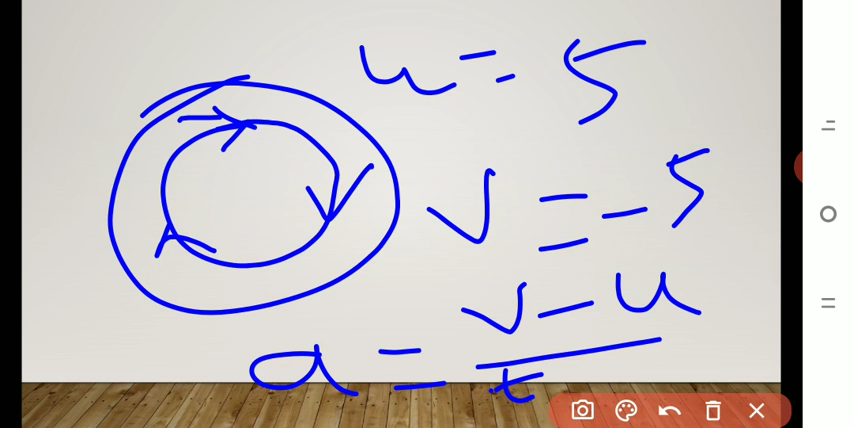 u = 5
v = - 5
a = v - u
t